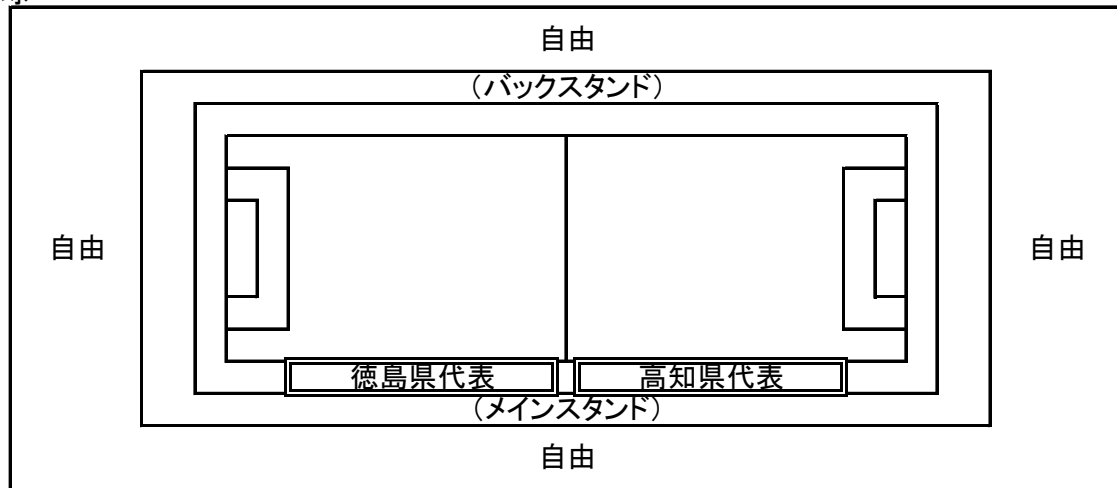 自由
（バックスタンド）
自由
自由
徳島県代表
高知県代表
（メインスタンド）
自由